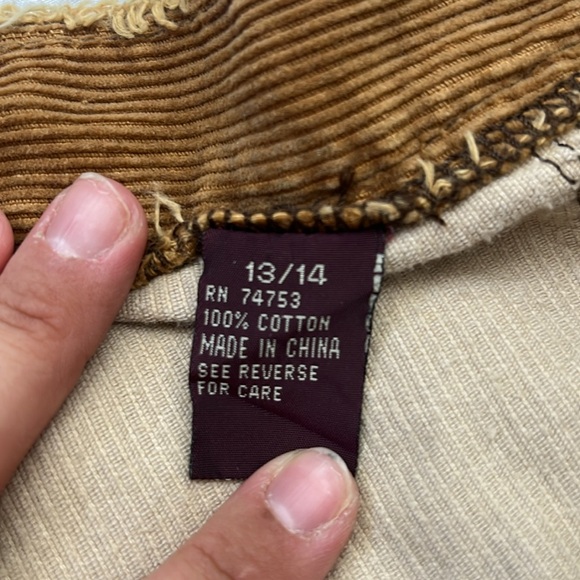 13/14
RN 74753
100% COTTON
MADE IN CHINA
SEE REVERSE
FOR CARE